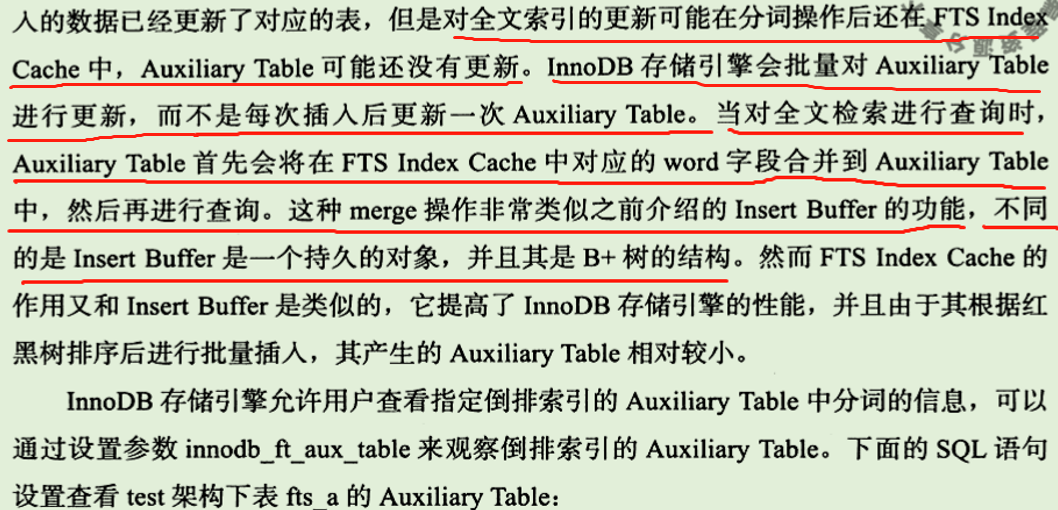 入的数据已经更新了对应的表，但是对全文索引的更新可能在分词操作后还在 FTS Index
Cache 中，Auxiliary Table 可能还没有更新。InnoDB 存储引擎会批量对 Auxiliary Table
进行更新，而不是每次插入后更新一次 Auxiliary Table。当对全文检索进行查询时，
Auxiliary Table 首先会将在 FTS Index Cache 中对应的 word 字段合并到 Auxiliary Table
中，然后再进行查询。这种 merge 操作非常类似之前介绍的 Insert Buffer 的功能，不同
的是 Insert Buffer 是一个持久的对象，并且其是 B+ 树的结构。然而 FTS Index Cache 的
作用又和 Insert Buffer 是类似的，它提高了 InnoDB 存储引擎的性能，并且由于其根据红
黑树排序后进行批量插入，其产生的 Auxiliary Table 相对较小。
InnoDB 存储引擎允许用户查看指定倒排索引的 Auxiliary Table 中分词的信息，可以
通过设置参数 innodb_ft_aux_table 来观察倒排索引的 Auxiliary Table。下面的 SQL 语句
设置查看 test 架构下表 fts_a 的 Auxiliary Table：